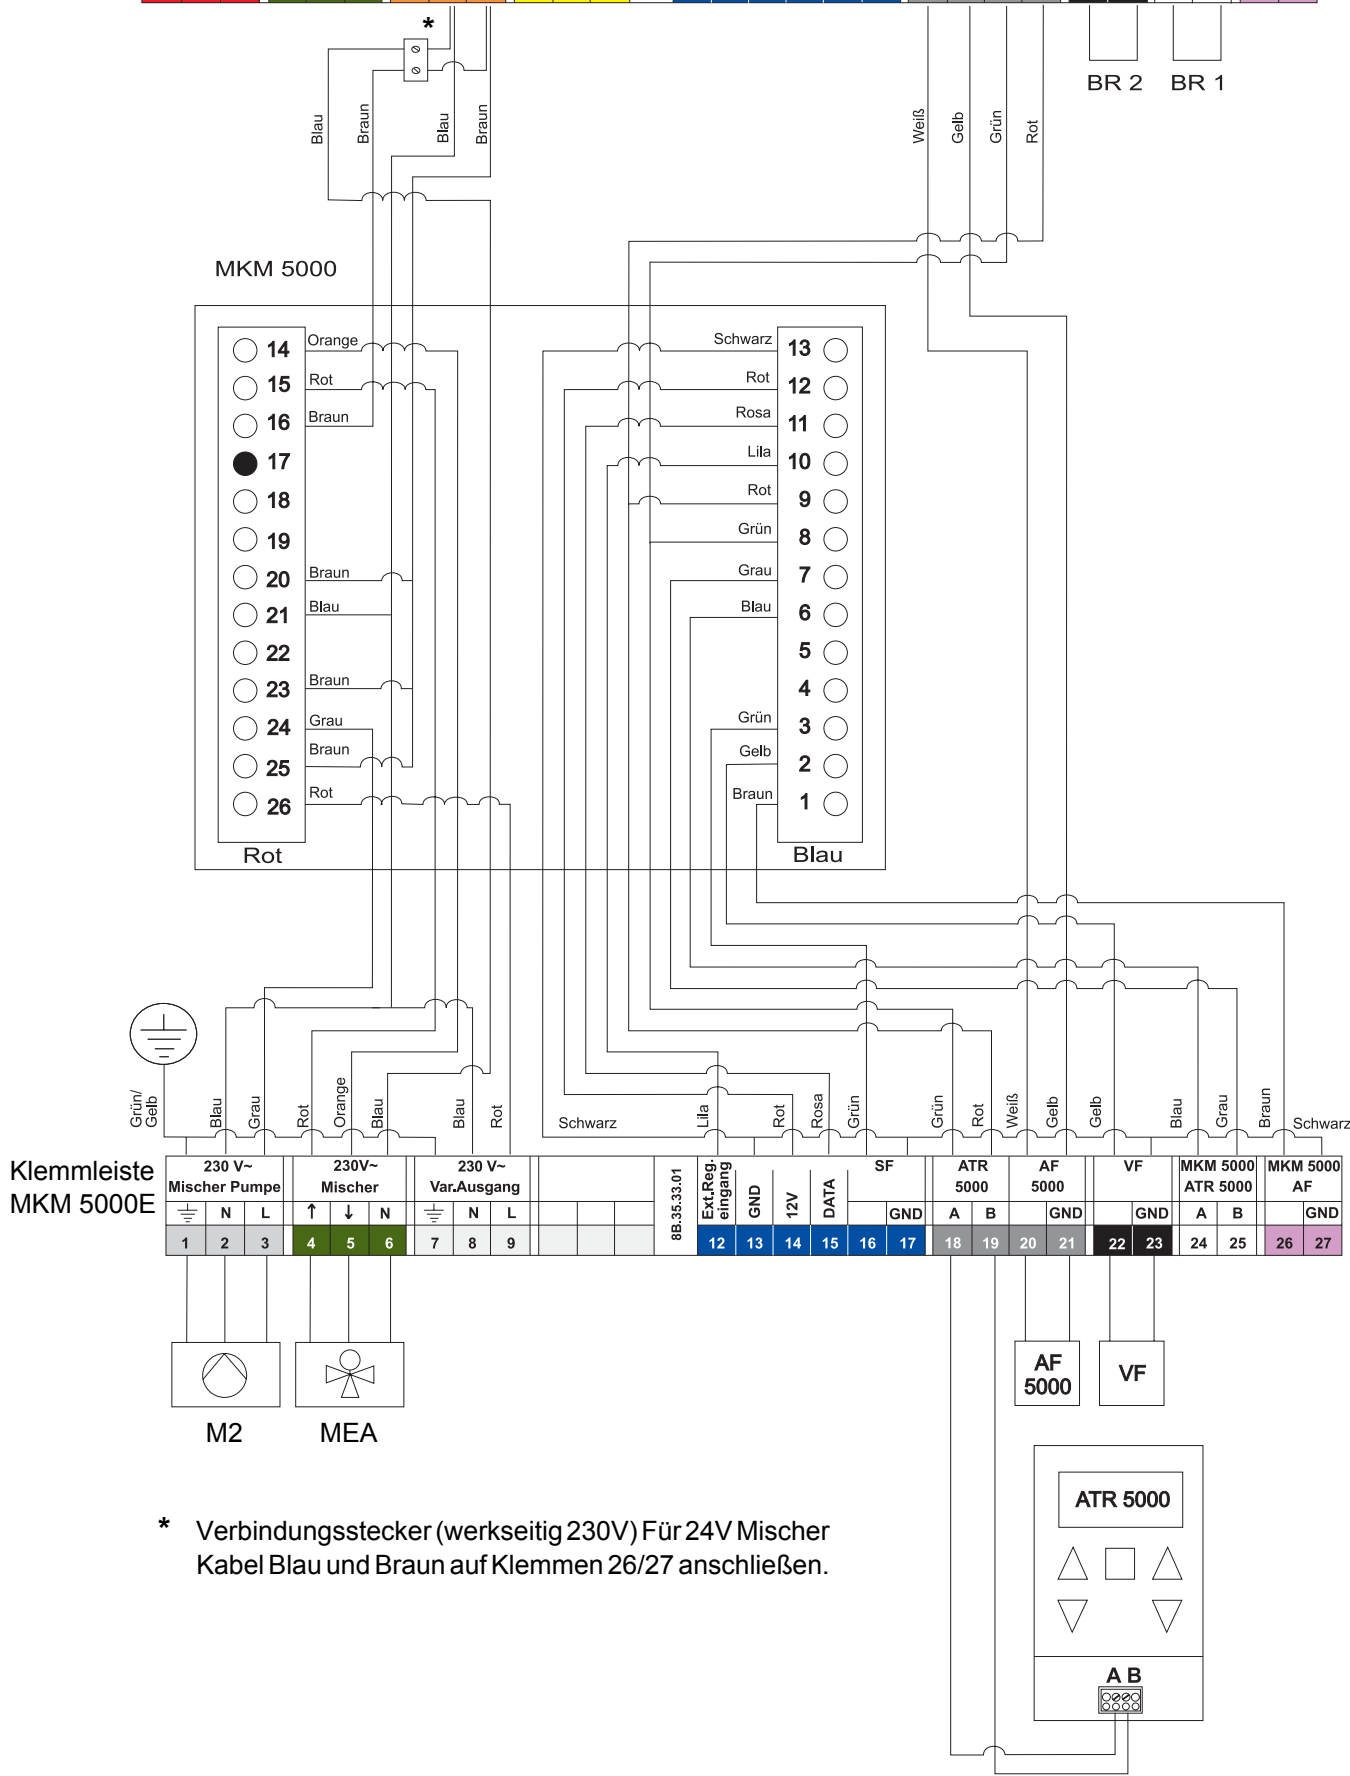 *
BR 2 BR 1
Blau Braun Blau Braun Weiß Gelb Grün Rot
MKM 5000
14 Orange
15 Rot
16 Braun
17
18
19
20 Braun
21 Blau
22
23 Braun
24 Grau
25 Braun
26 Rot
Rot
Schwarz 13
Rot 12
Rosa 11
Lila 10
Rot 9
Grün 8
Grau 7
Blau 6
5
4
Grün 3
Gelb 2
Braun 1
Blau
Grün/
Gelb
Blau Grau Rot Orange Blau Blau Rot Schwarz Lila Rot Rosa Grün Grün Rot Weiß Gelb Gelb Blau Grau Braun Schwarz
Klemmleiste
MKM 5000E
230 V~
Mischer Pumpe
N L
1 2 3
230V~
Mischer
↑ ↓ N
4 5 6
230 V~
Var.Ausgang
N L
7 8 9
8B.35.33.01
Ext.Reg.
eingang
GND
12V
DATA
SF
GND
12 13 14 15 16 17
ATR
5000
A B
18 19
AF
5000
GND
20 21
VF
GND
22 23
MKM 5000
ATR 5000
A B
24 25
MKM 5000
AF
GND
26 27
M2
MEA
AF
5000
VF
ATR 5000
A B
* Verbindungsstecker (werkseitig 230V) Für 24V Mischer
Kabel Blau und Braun auf Klemmen 26/27 anschließen.